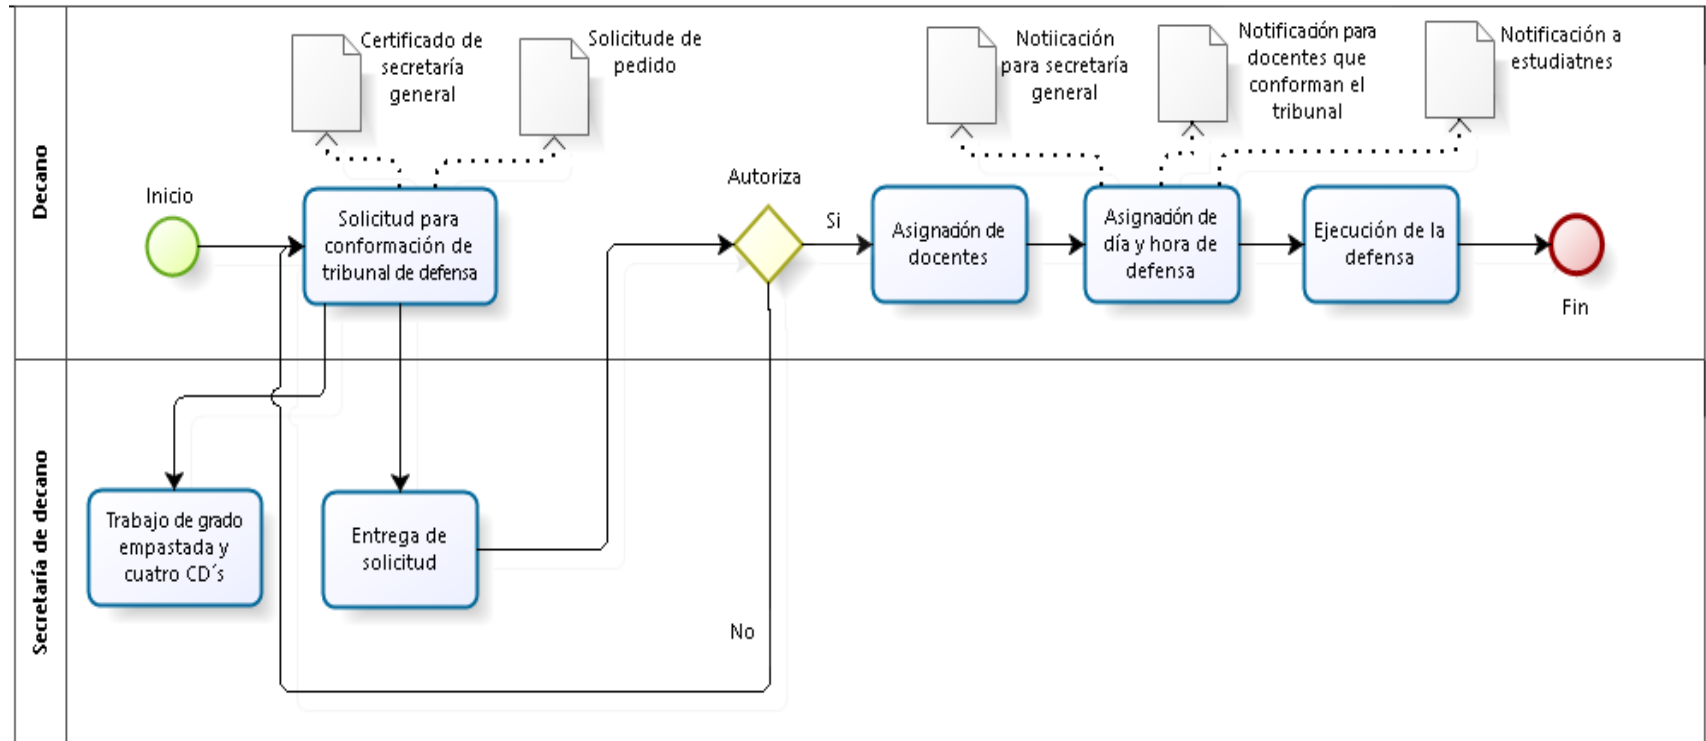 Decano
Certificado de
secretaría
general
Solicitude de
pedido
Notiicación
para secretaría
general
Notificación para
docentes que
conforman el
tribunal
Notificación a
estudiatnes
Inicio
Solicitud para
conformación de
tribunal de defensa
Autoriza
Si
Asignación de
docentes
Asignación de
día y hora de
defensa
Ejecución de la
defensa
Fin
Secretaría de decano
Trabajo de grado
empastada y
cuatro CD´s
Entrega de
solicitud
No